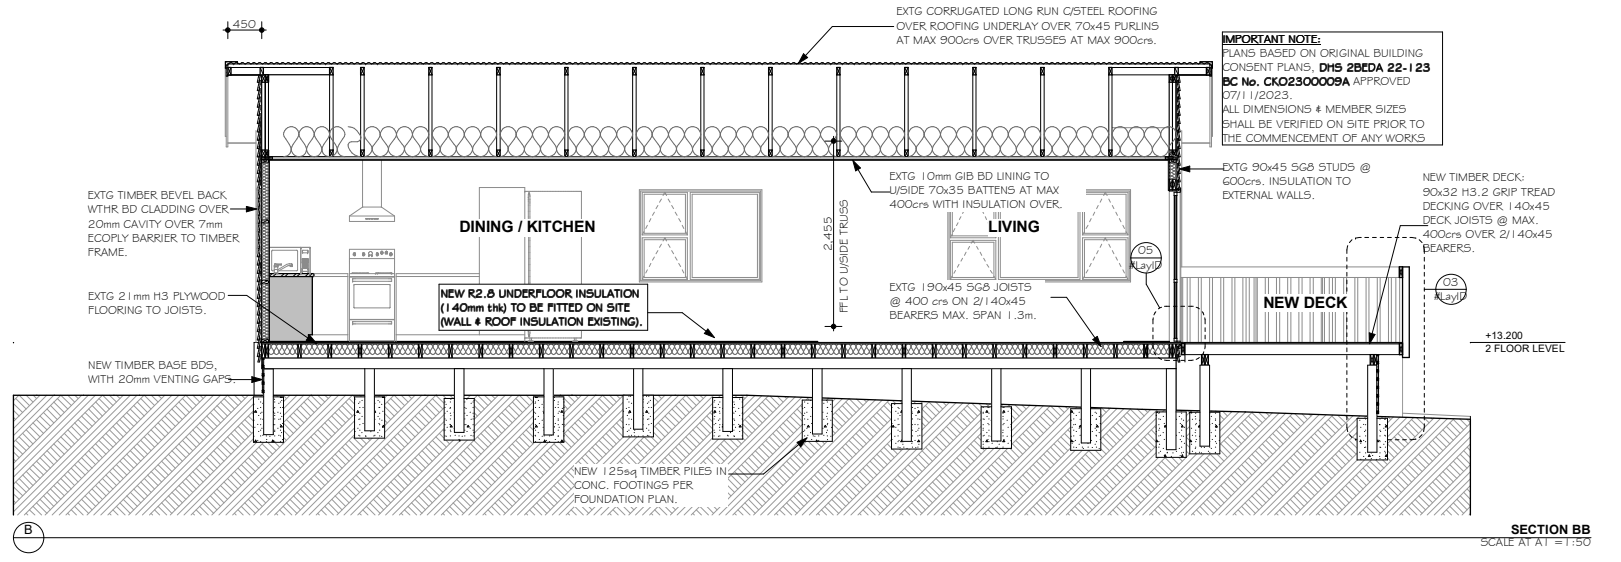 450
EXTG CORRUGATED LONG RUN C/STEEL ROOFING
OVER ROOFING UNDERLAY OVER 70x45 PURLINS
AT MAX 900crs OVER TRUSSES AT MAX 900crs.
IMPORTANT NOTE:
PLANS BASED ON ORIGINAL BUILDING
CONSENT PLANS, DHS 2BEDA 22-123
BC No. CK02300009A APPROVED
07/11/2023.
ALL DIMENSIONS & MEMBER SIZES
SHALL BE VERIFIED ON SITE PRIOR TO
THE COMMENCEMENT OF ANY WORKS
EXTG 90x45 SG8 STUDS @
600crs. INSULATION TO
EXTERNAL WALLS.
NEW TIMBER DECK:
90x32 H3.2 GRIP TREAD
DECKING OVER 140x45
DECK JOISTS @ MAX.
400crs OVER 2/140x45
BEARERS.
EXTG 10mm GIB BD LINING TO
U/SIDE 70x35 BATTENS AT MAX
400crs WITH INSULATION OVER.
EXTG TIMBER BEVEL BACK
WTHR BD CLADDING OVER
20mm CAVITY OVER 7mm
ECOPLY BARRIER TO TIMBER
FRAME.
DINING / KITCHEN
2,455
FFL TO U/SIDE TRUSS
LIVING
05
#LayID
EXTG 21mm H3 PLYWOOD
FLOORING TO JOISTS.
NEW R2.8 UNDERFLOOR INSULATION
(140mm thk) TO BE FITTED ON SITE
(WALL & ROOF INSULATION EXISTING).
EXTG 190x45 SG8 JOISTS
@ 400 crs ON 2/140x45
BEARERS MAX. SPAN 1.3m.
NEW DECK
03
#LayID
+13.200
2 FLOOR LEVEL
NEW TIMBER BASE BDS,
WITH 20mm VENTING GAPS.
NEW 125sq TIMBER PILES IN
CONC. FOOTINGS PER
FOUNDATION PLAN.
B
SECTION BB
SCALE AT A1 =1:50